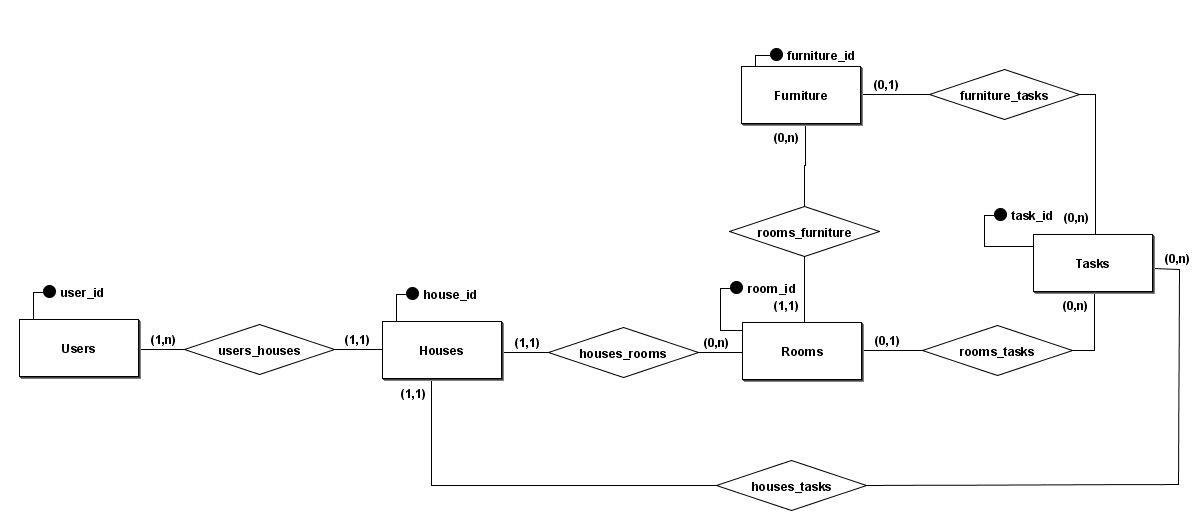 furniture_id
Furniture
(0,1)
furniture_tasks
(0,n)
task_id
(0,n)
rooms_furniture
Tasks
(0,n)
user_id
house_id
room_id
(1,1)
(0,n)
Users
(1,n)
users_houses
(1,1)
Houses
(1,1)
houses_rooms
(0,n)
Rooms
(0,1)
rooms_tasks
(1,1)
houses_tasks